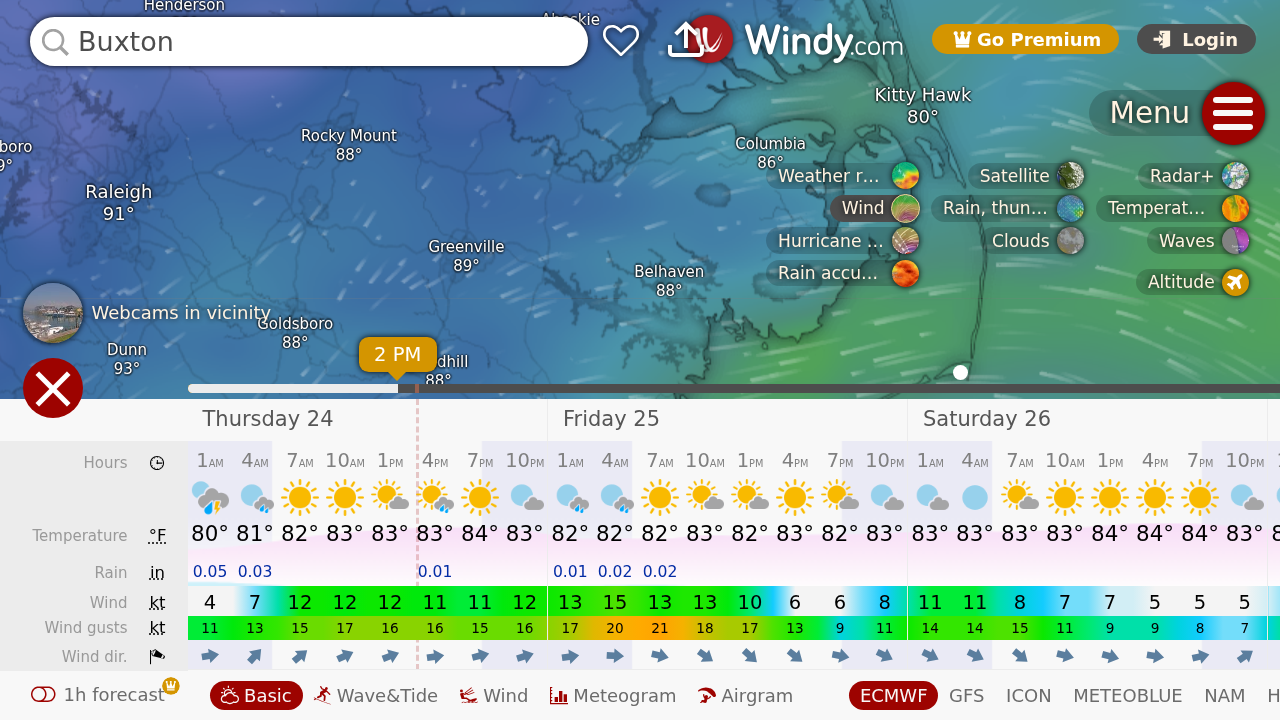 Henderson
Buxton
Windy.com
Go Premium
Login
Kitty Hawk
80°
Menu
Rocky Mount
88°
Columbia
86°
boro
9°
Raleigh
91°
Weather r...
Satellite
Radar+
Wind
Rain, thun...
Temperat...
Hurricane ...
Clouds
Waves
Rain accu...
Altitude
Greenville
89°
Belhaven
88°
Webcams in vicinity
Goldsboro
88°
Dunn
93°
2 PM
dhill
88°
Thursday 24
Friday 25
Saturday 26
Hours 1AM 4AM 7AM 10AM 1PM 4PM 7PM 10PM 1AM 4AM 7AM 10AM 1PM 4PM 7PM 10PM 1AM 4AM 7AM 10AM 1PM 4PM 7PM 10PM
Temperature °F 80° 81° 82° 83° 83° 83° 84° 83° 82° 82° 82° 83° 82° 83° 82° 83° 83° 83° 83° 83° 84° 84° 84° 83° 8
Rain in 0.05 0.03 0.01 0.01 0.02 0.02
Wind kt 4 7 12 12 12 11 11 12 13 15 13 13 10 6 6 8 11 11 8 7 7 5 5 5
Wind gusts kt 11 13 15 17 16 16 15 16 17 20 21 18 17 13 9 11 14 14 15 11 9 9 8 7
Wind dir.
1h forecast
Basic
Wave&Tide
Wind
Meteogram
Airgram
ECMWF
GFS
ICON
METEOBLUE
NAM
H